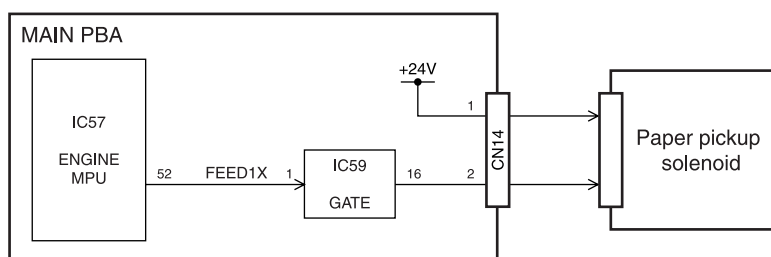 MAIN PBA
+24V
IC57
ENGINE
MPU
52
FEED1X
1
IC59
GATE
16
1
2
CN14
Paper pickup
solenoid